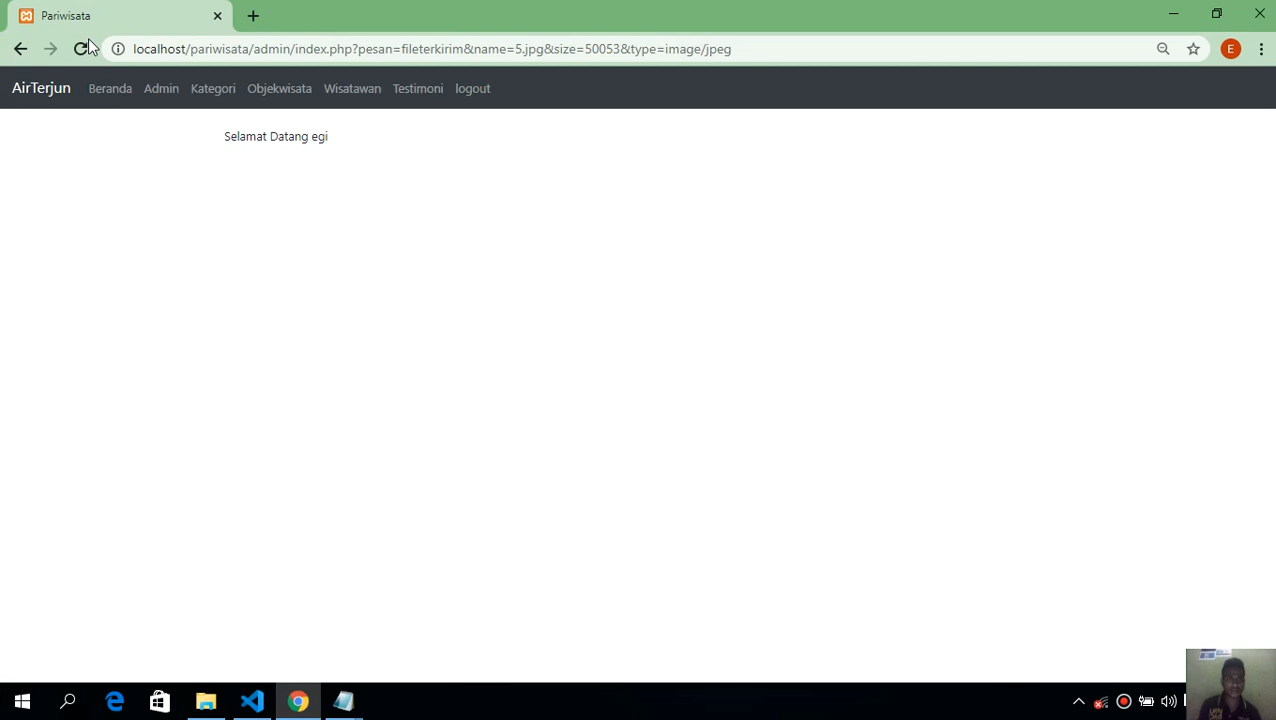 Pariwisata
localhost/pariwisata/admin/index.php?pesan=fileterkirim&name=5.jpg&size=50053&type=image/jpeg
E
AirTerjun Beranda Admin Kategori Objekwisata Wisatawan Testimoni logout
Selamat Datang egi